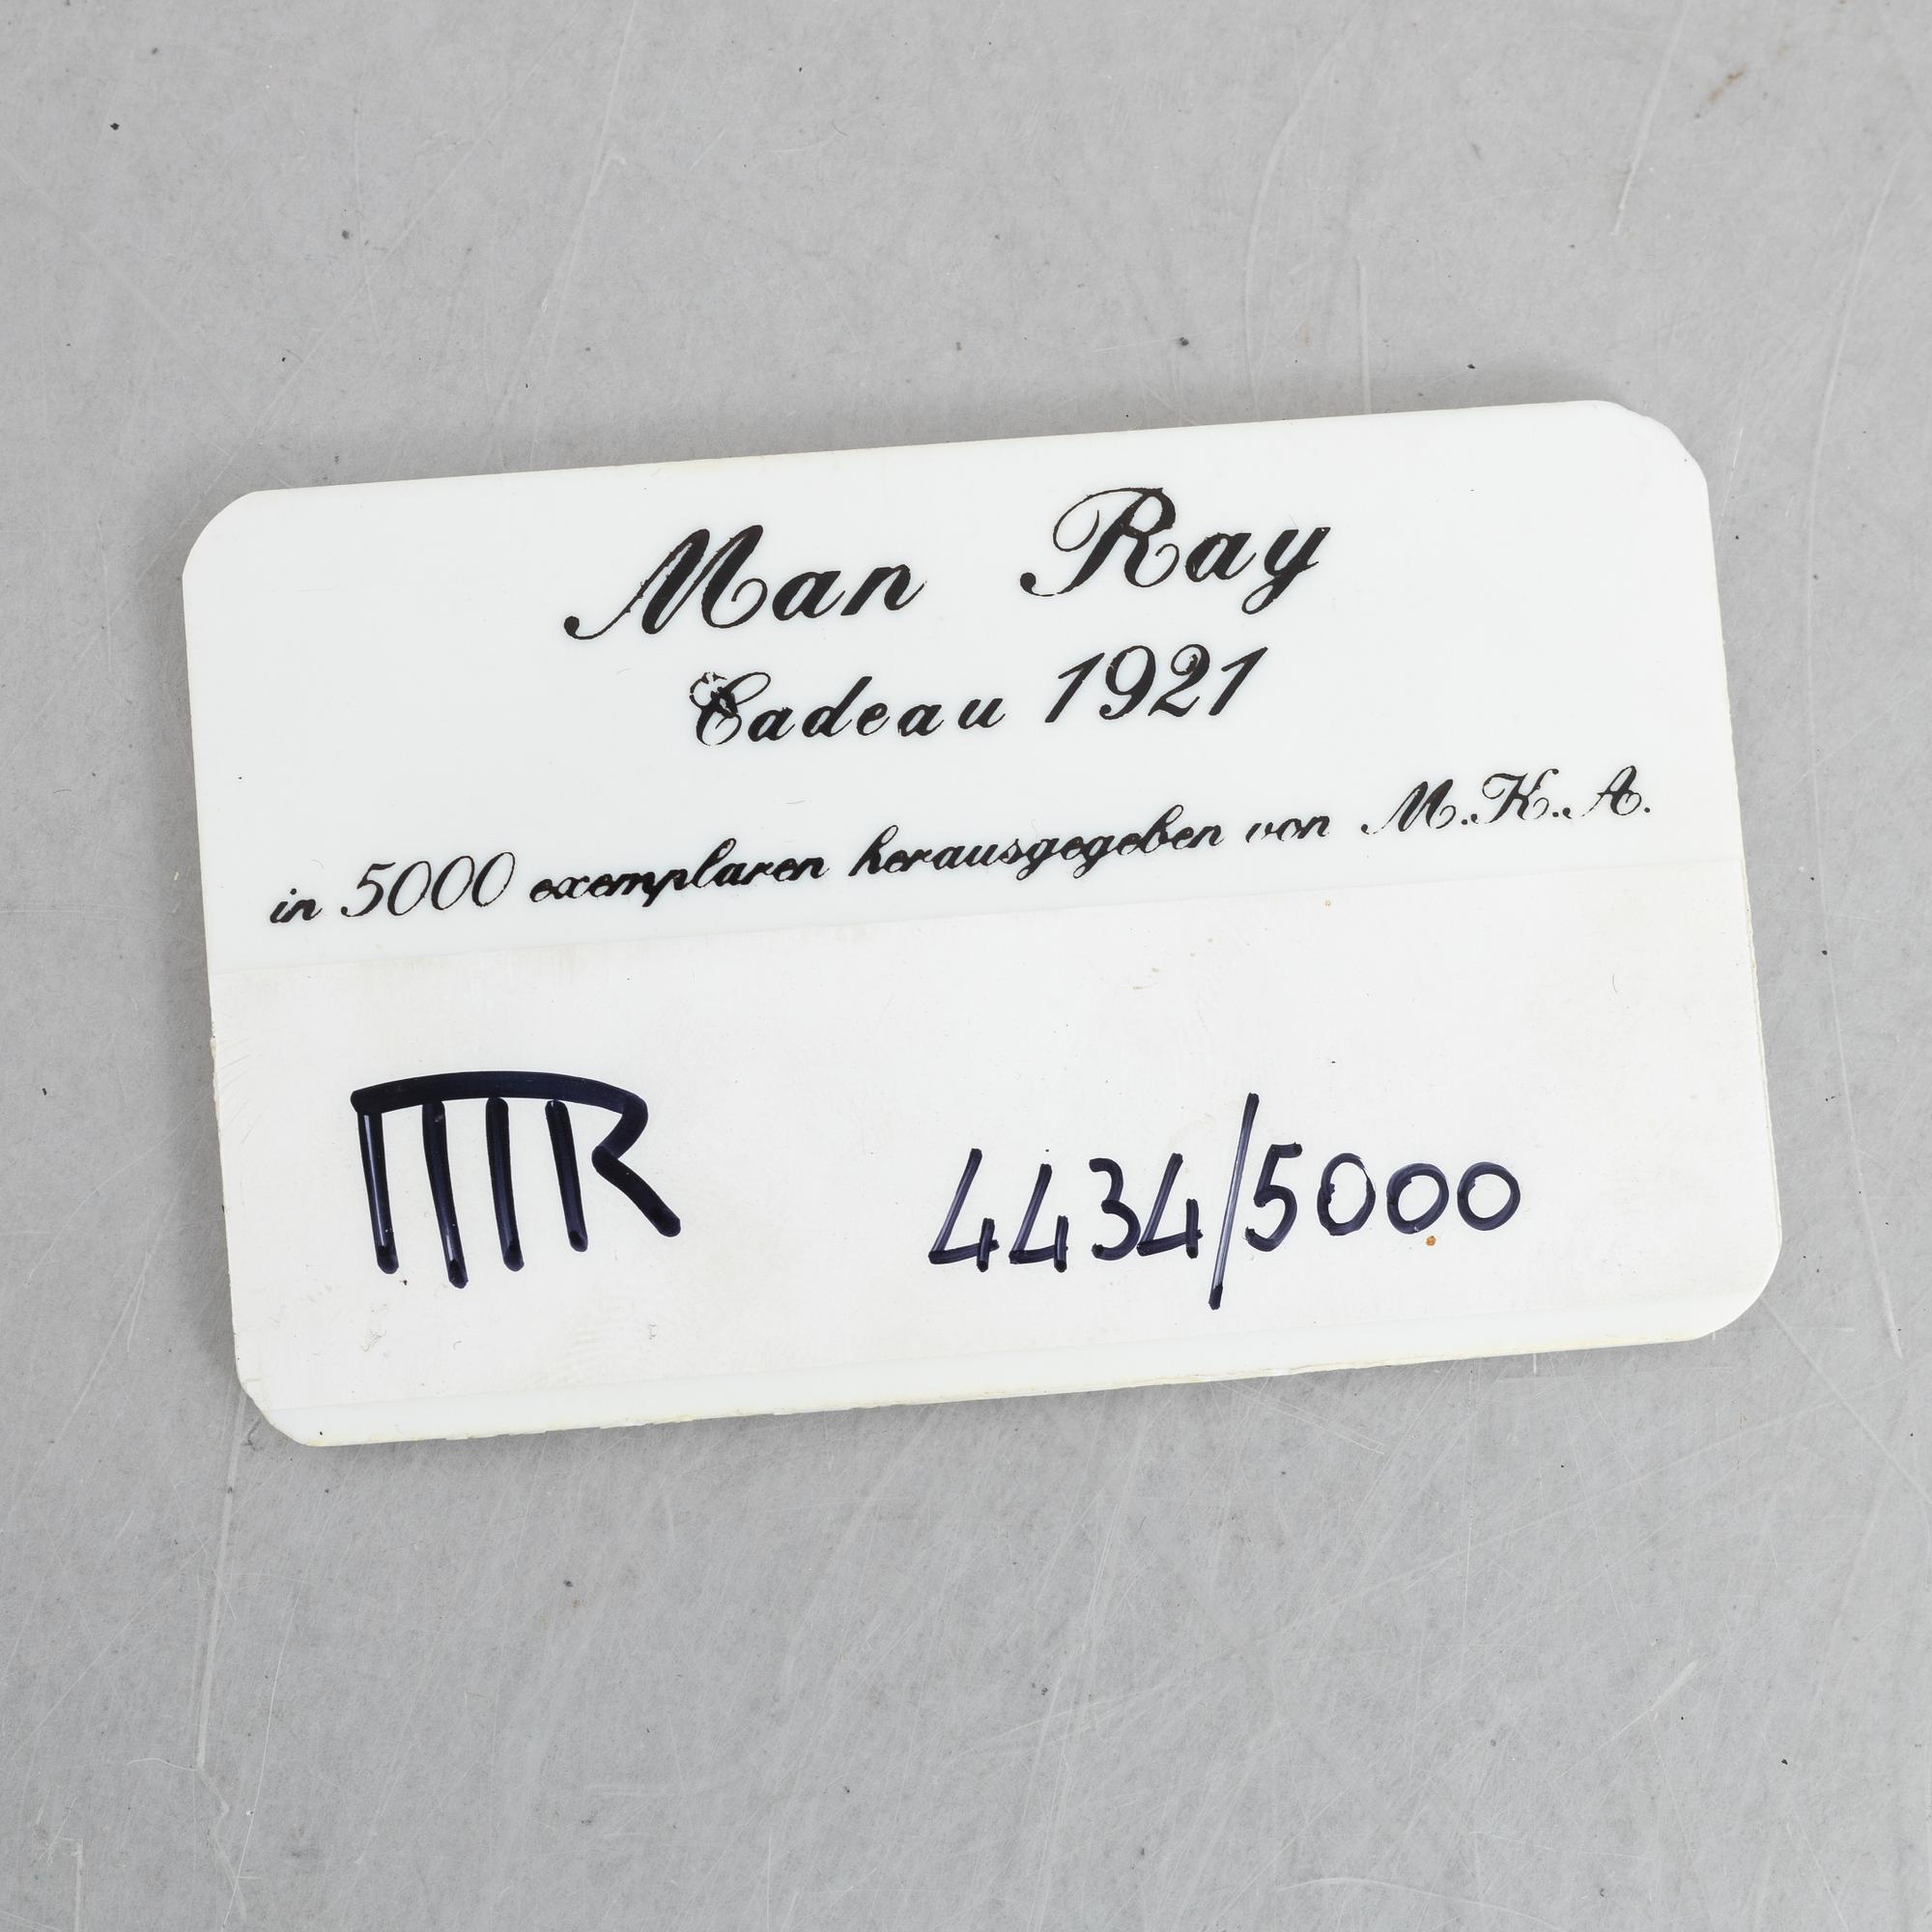 Man Ray
Cadeau 1921
in 5000 exemplaren herausgegeben von M.K.A.
MR 4434/5000